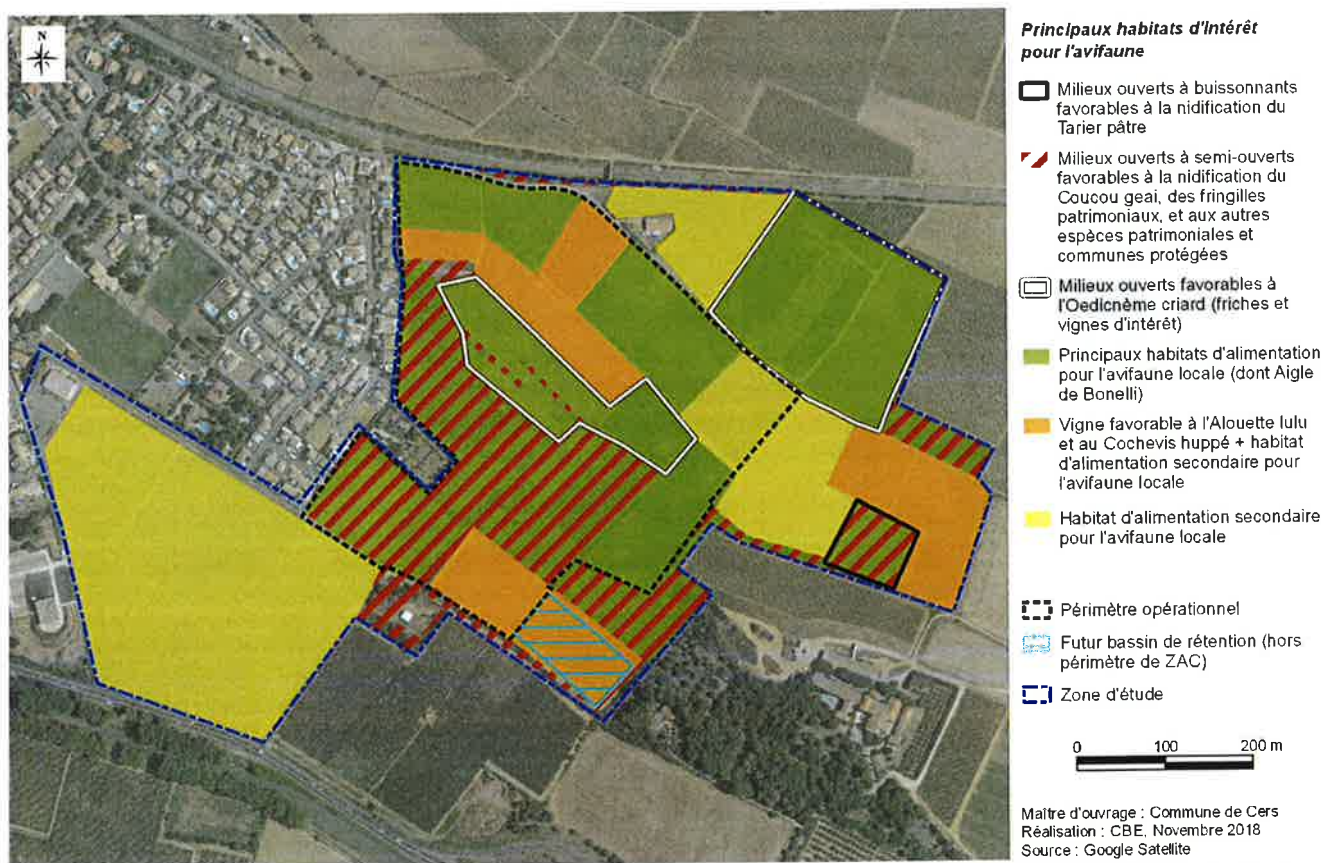 N
Principaux habitats d'intérêt
pour l'avifaune
Milieux ouverts à buissonnants
favorables à la nidification du
Tarier pâtre
Milieux ouverts à semi-ouverts
favorables à la nidification du
Coucou geai, des fringilles
patrimoniaux, et aux autres
espèces patrimoniales et
communes protégées
Milieux ouverts favorables à
l'Oedicnème criard (friches et
vignes d'intérêt)
Principaux habitats d'alimentation
pour l'avifaune locale (dont Aigle
de Bonelli)
Vigne favorable à l'Alouette lulu
et au Cochevis huppé + habitat
d'alimentation secondaire pour
l'avifaune locale
Habitat d'alimentation secondaire
pour l'avifaune locale
Périmètre opérationnel
Futur bassin de rétention (hors
périmètre de ZAC)
Zone d'étude
0 100 200 m
Maître d'ouvrage : Commune de Cers
Réalisation : CBE, Novembre 2018
Source : Google Satellite